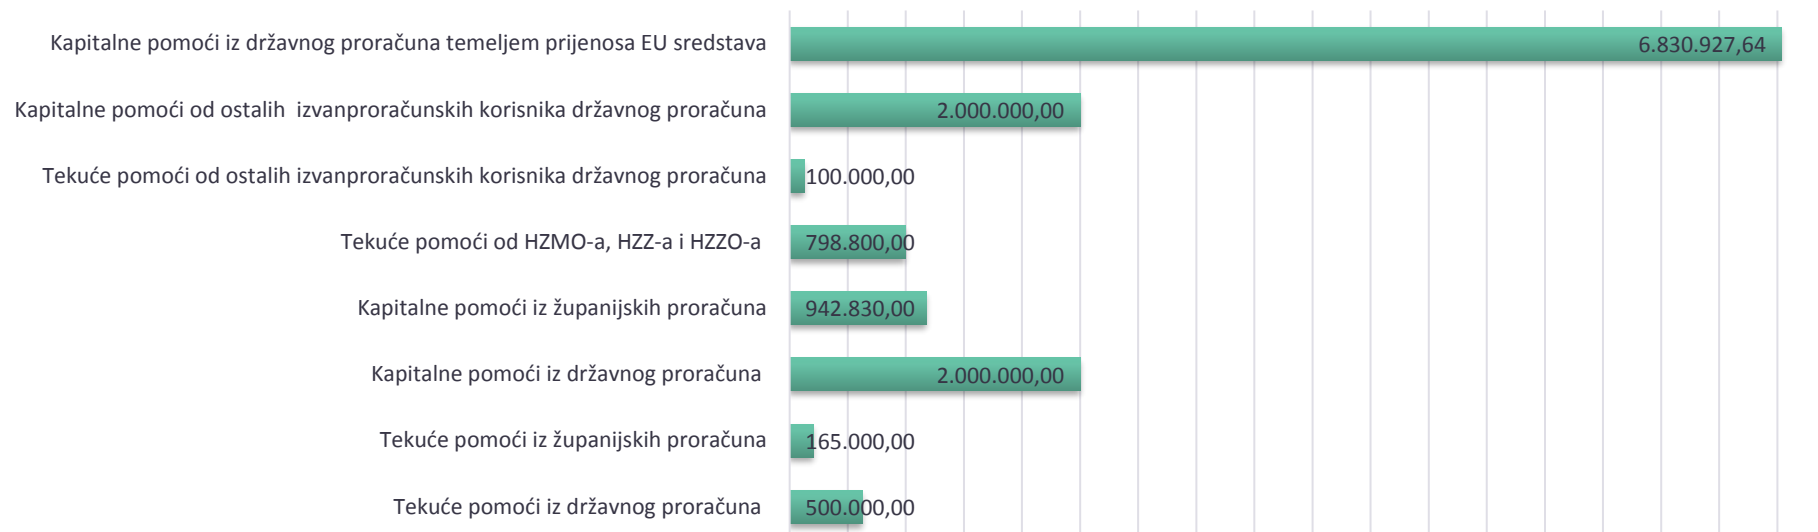 Kapitalne pomoći iz državnog proračuna temeljem prijenosa EU sredstava 6.830.927,64
Kapitalne pomoći od ostalih izvanproračunskih korisnika državnog proračuna 2.000.000,00
Tekuće pomoći od ostalih izvanproračunskih korisnika državnog proračuna 100.000,00
Tekuće pomoći od HZMO-a, HZZ-a i HZZO-a 798.800,00
Kapitalne pomoći iz županijskih proračuna 942.830,00
Kapitalne pomoći iz državnog proračuna 2.000.000,00
Tekuće pomoći iz županijskih proračuna 165.000,00
Tekuće pomoći iz državnog proračuna 500.000,00